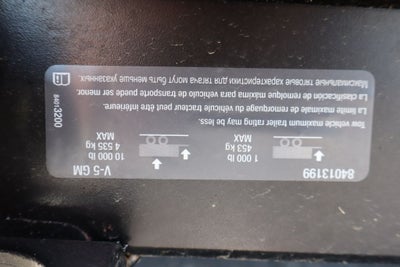 84013199
V-5 GM
1 000 lb
453 kg
MAX
10 000 lb
4 535 kg
MAX
Tow vehicle maximum trailer rating may be less.
La limite maximale de remorquage du véhicule tracteur peut être inférieure.
La clasificación de remolque máxima para vehículo transporte puede ser menor.
Максимальные тяговые характеристики для тягача могут быть меньше указанных.
84013200